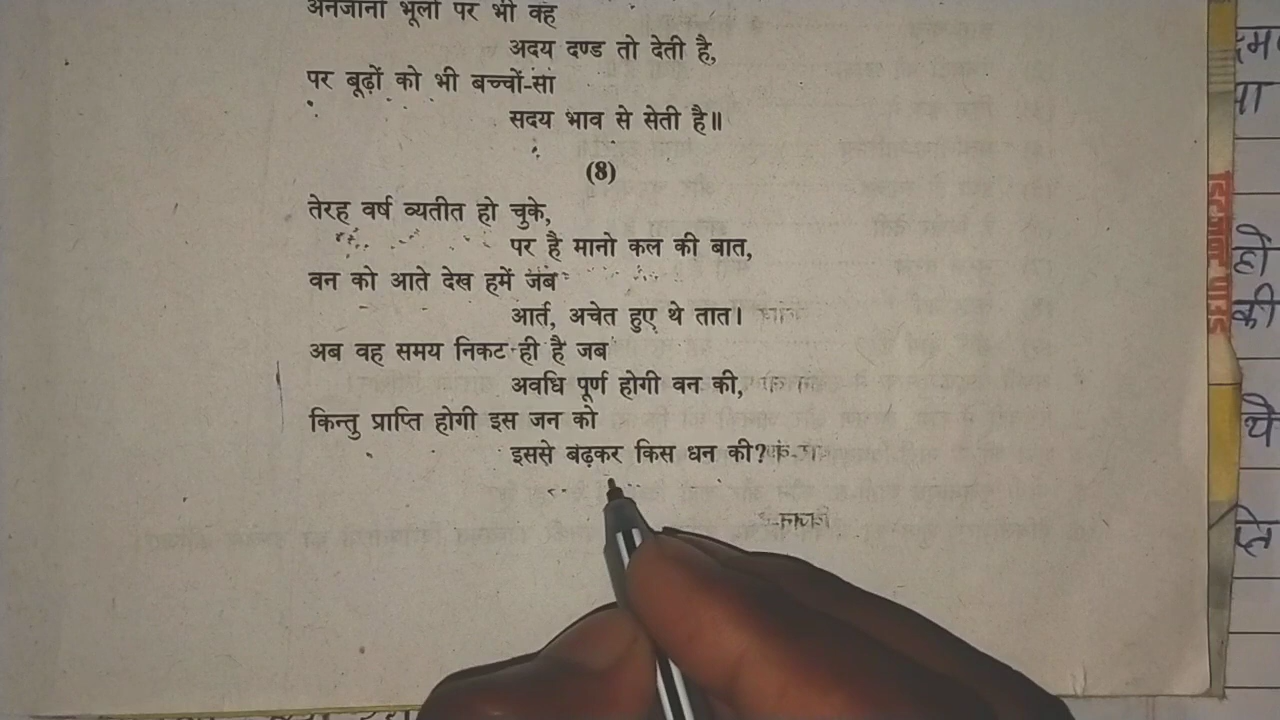 अनजानी भूलों पर भी वह
अदय दण्ड तो देती है,
पर बूढ़ों को भी बच्चों-सा
सदय भाव से सेती है॥
(8)
तेरह वर्ष व्यतीत हो चुके,
पर है मानो कल की बात,
वन को आते देख हमें जब
आर्त, अचेत हुए थे तात।
अब वह समय निकट ही है जब
अवधि पूर्ण होगी वन की,
किन्तु प्राप्ति होगी इस जन को
इससे बढ़कर किस धन की?
ही
की
थे